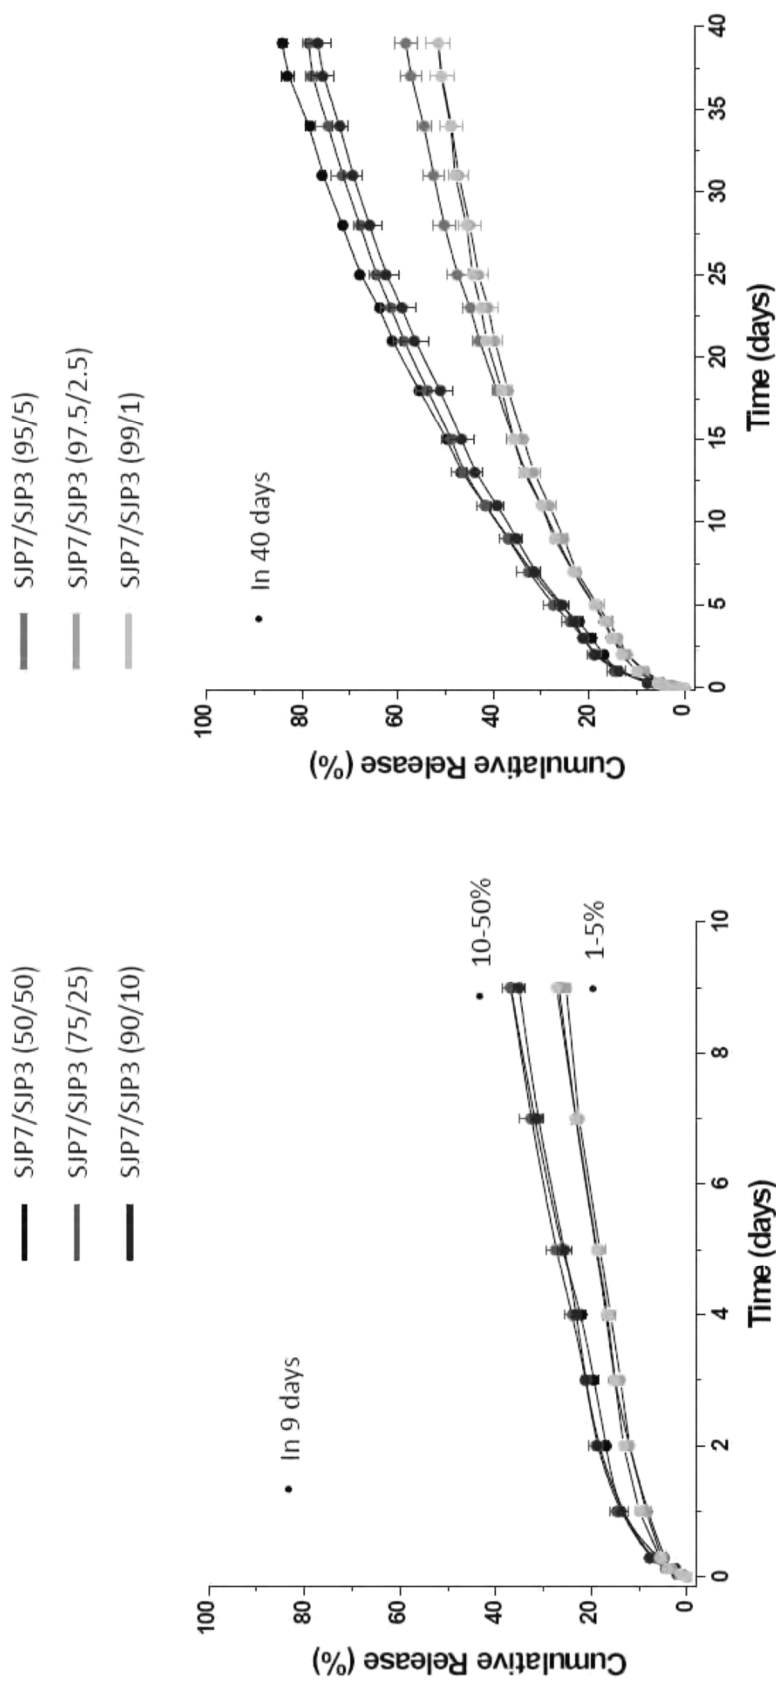 SJP7/SJP3 (50/50)
SJP7/SJP3 (75/25)
SJP7/SJP3 (90/10)
SJP7/SJP3 (95/5)
SJP7/SJP3 (97.5/2.5)
SJP7/SJP3 (99/1)
• In 9 days
Cumulative Release (%)
100
80
60
40
20
0
• 10-50%
• 1-5%
0 2 4 6 8 10
Time (days)
• In 40 days
Cumulative Release (%)
100
80
60
40
20
0
0 5 10 15 20 25 30 35 40
Time (days)